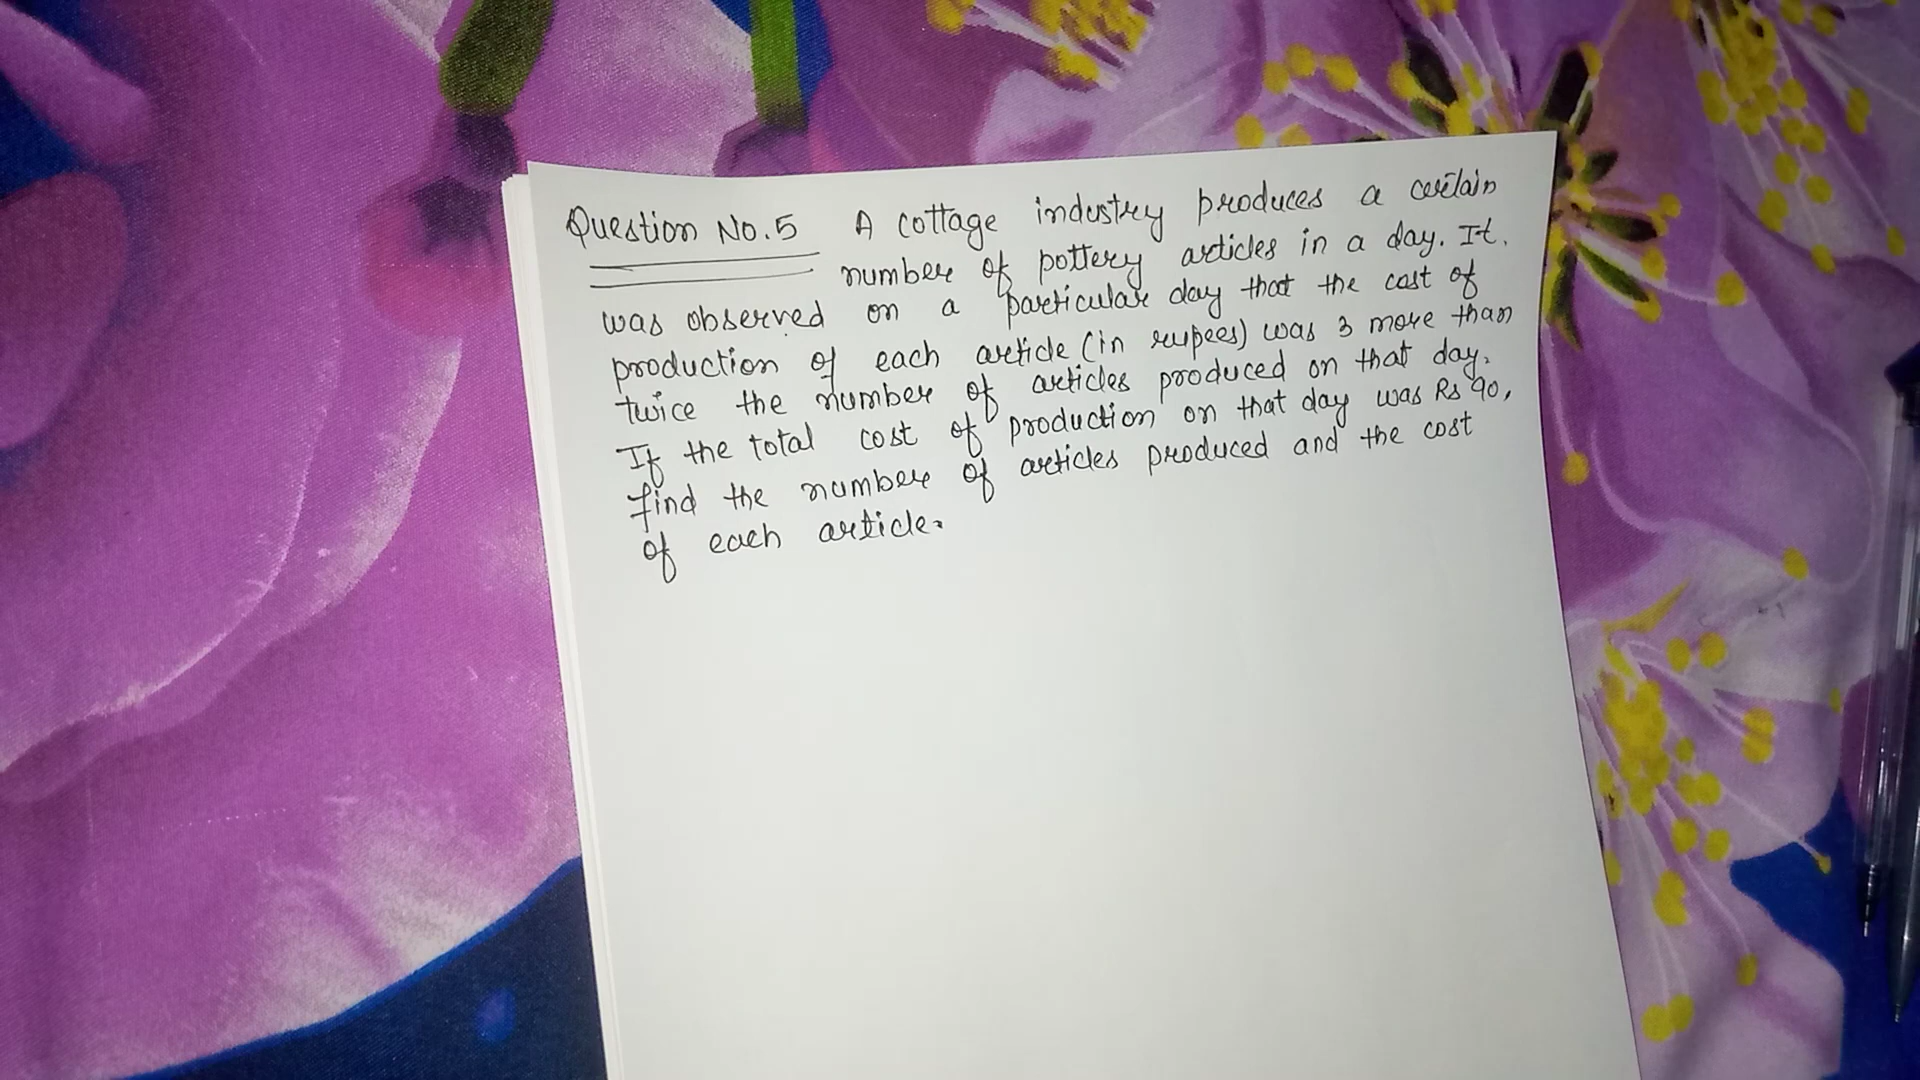 Question No.5 A cottage industry produces a certain
number of pottery articles in a day. It.
was observed on a particular day that the cost of
production of each article (in rupees) was 3 more than
twice the number of articles produced on that day.
If the total cost of production on that day was Rs 90,
find the number of articles produced and the cost
of each article.